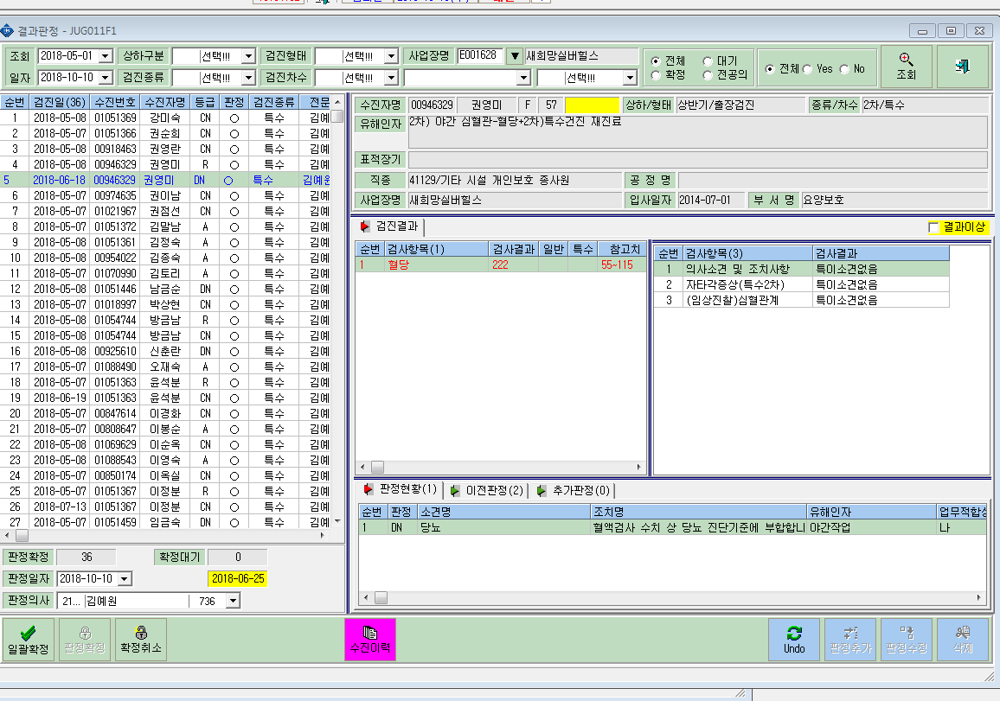 결과판정 - JUG011F1
조회 2018-05-01 상하구분 선택!!! 검진형태 선택!!! 사업장명 E001628 ▼ 새희망실버힐스
일자 2018-10-10 검진종류 선택!!! 검진차수 선택!!! 선택!!!
전체 대기
확정 전공의
전체 Yes No
조회
순번 검진일(36) 수진번호 수진자명 등급 판정 검진종류 전문
1 2018-05-08 01051369 강미숙 CN ○ 특수 김예
2 2018-05-07 01051366 권순희 CN ○ 특수 김예
3 2018-05-08 00918463 권영란 CN ○ 특수 김예
4 2018-05-08 00946329 권영미 R ○ 특수 김예
5 2018-06-18 00946329 권영미 DN ○ 특수 김예원
6 2018-05-07 00974635 권미남 CN ○ 특수 김예
7 2018-05-07 01021967 권점선 CN ○ 특수 김예
8 2018-05-07 01051372 김말남 A ○ 특수 김예
9 2018-05-08 01051361 김정숙 A ○ 특수 김예
10 2018-05-08 00954022 김종숙 A ○ 특수 김예
11 2018-05-07 01070990 김토리 A ○ 특수 김예
12 2018-05-08 01051446 남금순 DN ○ 특수 김예
13 2018-05-07 01018997 박상현 CN ○ 특수 김예
14 2018-05-08 01054744 방금남 R ○ 특수 김예
15 2018-05-08 01054744 방금남 CN ○ 특수 김예
16 2018-05-08 00925610 신춘란 DN ○ 특수 김예
17 2018-05-07 01088490 오재숙 A ○ 특수 김예
18 2018-05-07 01051363 윤석분 R ○ 특수 김예
19 2018-06-19 01051363 윤석분 CN ○ 특수 김예
20 2018-05-07 00847614 이경화 CN ○ 특수 김예
21 2018-05-07 00808647 이봉순 A ○ 특수 김예
22 2018-05-08 01069629 이순옥 CN ○ 특수 김예
23 2018-05-08 01088543 이영숙 A ○ 특수 김예
24 2018-05-07 00850174 이옥실 CN ○ 특수 김예
25 2018-05-07 01051367 이정분 R ○ 특수 김예
26 2018-07-13 01051367 이정분 CN ○ 특수 김예
27 2018-05-07 01051459 임금숙 DN ○ 특수 김예
판정확정 36 확정대기 0
판정일자 2018-10-10 2018-06-25
판정의사 21... 김예원 736
수진자명 00946329 권영미 F 57 상하/형태 상반기/출장검진 종류/차수 2차/특수
유해인자 2차) 야간 심혈관-혈당+2차)특수건진 재진료
표적장기
직종 41129/기타 시설 개인보호 종사원 공 정 명
사업장명 새희망실버힐스 입사일자 2014-07-01 부 서 명 요양보호
검진결과 결과이상
순번 검사항목(1) 검사결과 일반 특수 참고치
1 혈당 222 55~115
순번 검사항목(3) 검사결과
1 의사소견 및 조치사항 특이소견없음
2 자타각증상(특수2차) 특이소견없음
3 (임상진찰)심혈관계 특이소견없음
판정현황(1) 이전판정(2) 추가판정(0)
순번 판정 소견명 조치명 유해인자 업무적합성
1 DN 당뇨 혈액검사 수치 상 당뇨 진단기준에 부합합니 야간작업 나
일괄확정 판정확정 확정취소 수진이력 Undo 판정추가 판정수정 삭제